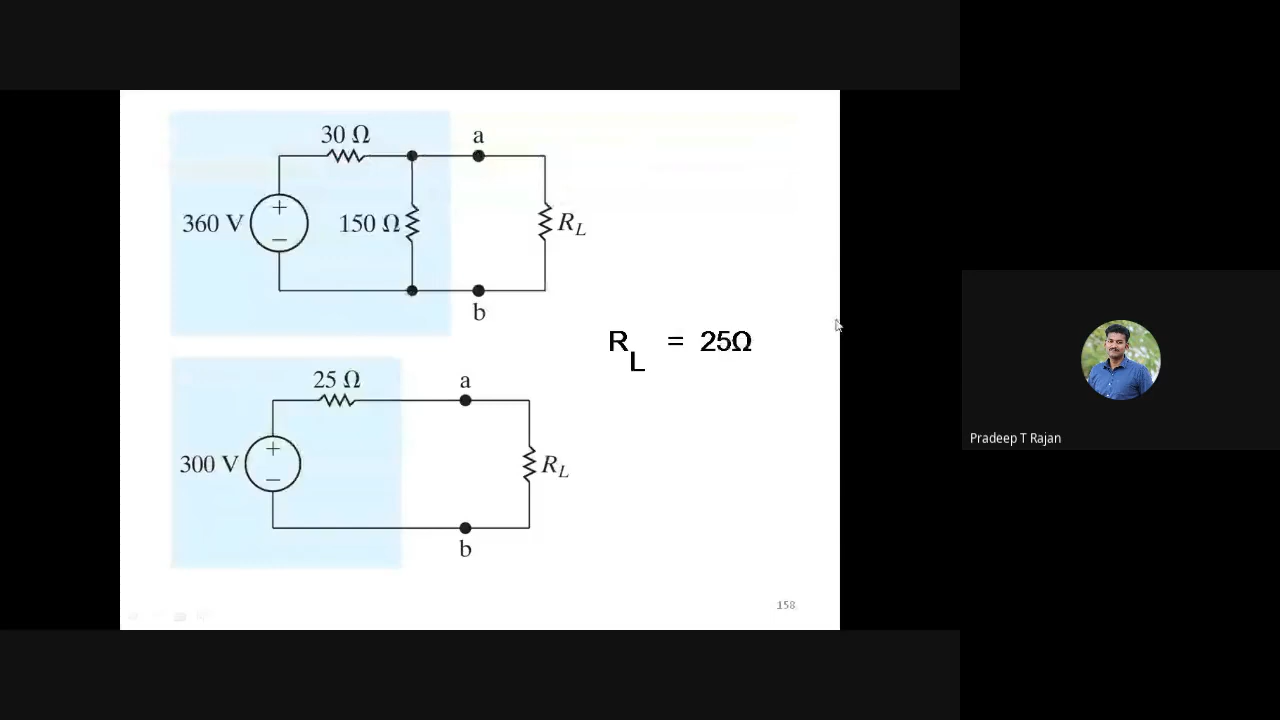 30 Ω
a
360 V
+
−
150 Ω
R_L
b
R_L = 25Ω
25 Ω
a
300 V
+
−
R_L
b
158
Pradeep T Rajan